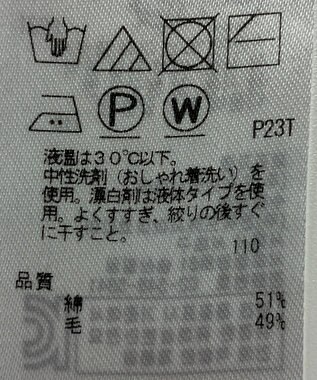 P
W
P23T
液温は30℃以下。
中性洗剤（おしゃれ着洗い）を
使用。漂白剤は液体タイプを使
用。よくすすぎ、絞りの後すぐ
に干すこと。
110
品質
綿 51%
毛 49%